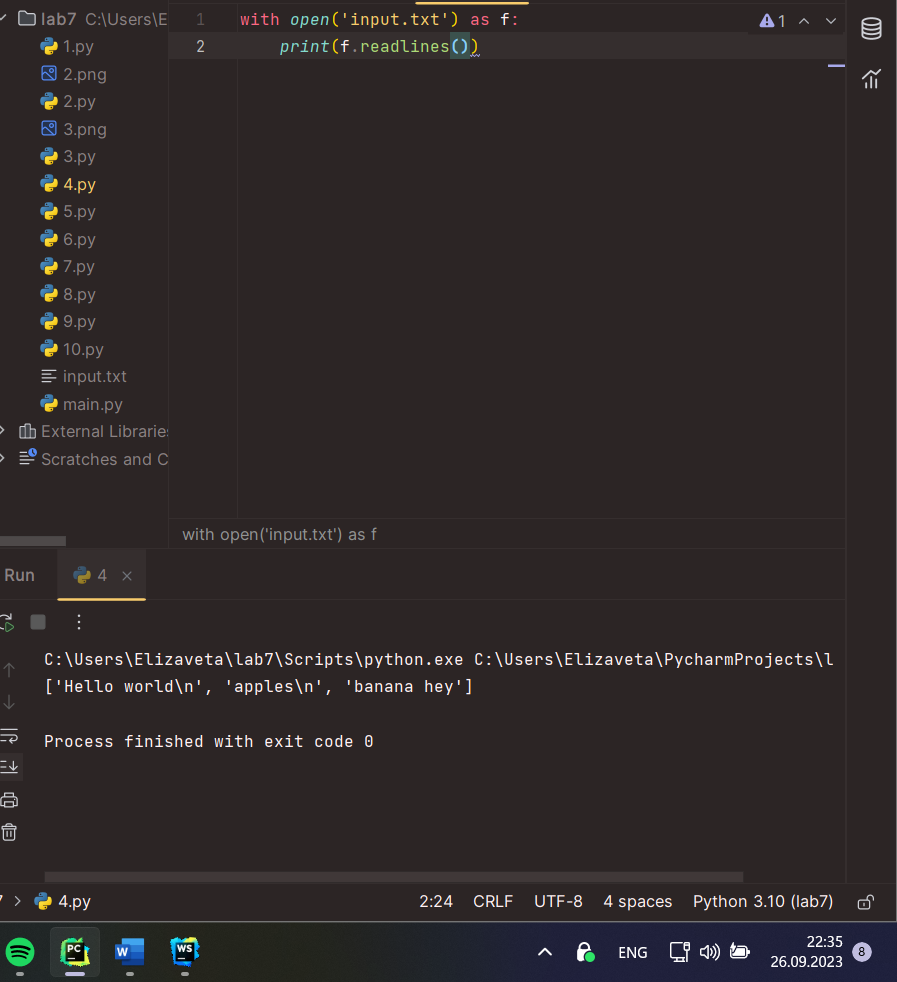 lab7 C:\Users\E
1.py
2.png
2.py
3.png
3.py
4.py
5.py
6.py
7.py
8.py
9.py
10.py
input.txt
main.py
External Libraries
Scratches and C
1 with open('input.txt') as f:
2 print(f.readlines())
1
with open('input.txt') as f
Run
4
C:\Users\Elizaveta\lab7\Scripts\python.exe C:\Users\Elizaveta\PycharmProjects\l
['Hello world\n', 'apples\n', 'banana hey']
Process finished with exit code 0
7 > 4.py
2:24 CRLF UTF-8 4 spaces Python 3.10 (lab7)
PC
W
WS
ENG
22:35
26.09.2023
8